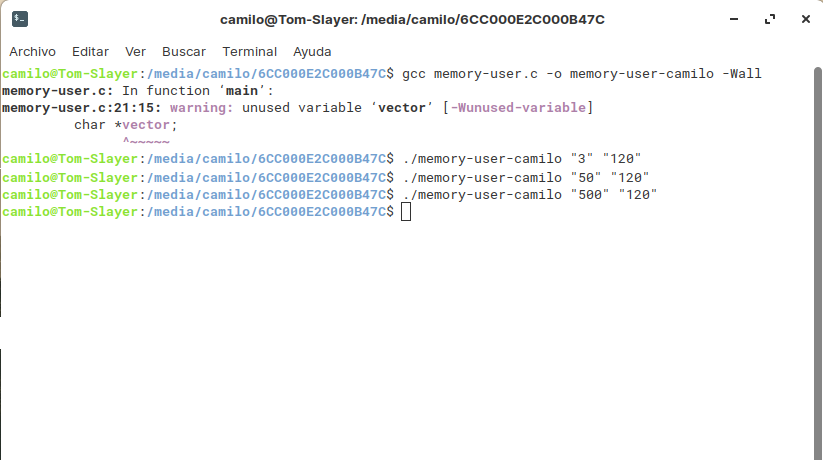 camilo@Tom-Slayer: /media/camilo/6CC000E2C000B47C
Archivo Editar Ver Buscar Terminal Ayuda
camilo@Tom-Slayer:/media/camilo/6CC000E2C000B47C$ gcc memory-user.c -o memory-user-camilo -Wall
memory-user.c: In function ‘main’:
memory-user.c:21:15: warning: unused variable ‘vector’ [-Wunused-variable]
         char *vector;
               ^~~~~~
camilo@Tom-Slayer:/media/camilo/6CC000E2C000B47C$ ./memory-user-camilo "3" "120"
camilo@Tom-Slayer:/media/camilo/6CC000E2C000B47C$ ./memory-user-camilo "50" "120"
camilo@Tom-Slayer:/media/camilo/6CC000E2C000B47C$ ./memory-user-camilo "500" "120"
camilo@Tom-Slayer:/media/camilo/6CC000E2C000B47C$